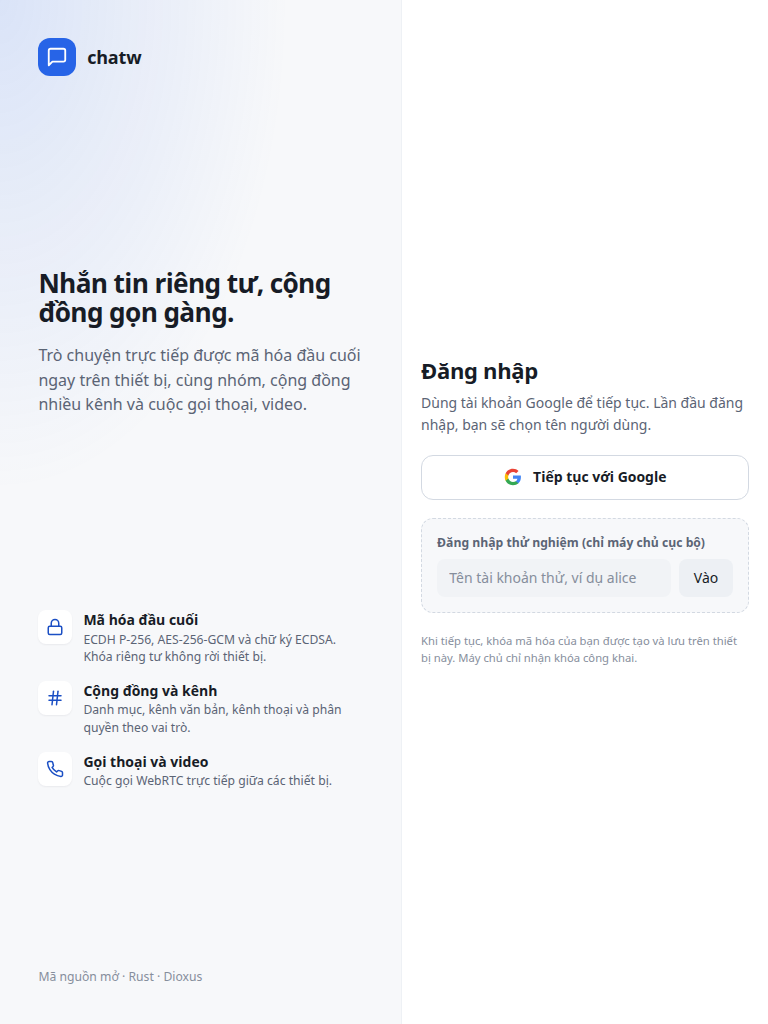 chatw
Nhắn tin riêng tư, cộng
đồng gọn gàng.
Trò chuyện trực tiếp được mã hóa đầu cuối
ngay trên thiết bị, cùng nhóm, cộng đồng
nhiều kênh và cuộc gọi thoại, video.
Mã hóa đầu cuối
ECDH P-256, AES-256-GCM và chữ ký ECDSA.
Khóa riêng tư không rời thiết bị.
Cộng đồng và kênh
Danh mục, kênh văn bản, kênh thoại và phân
quyền theo vai trò.
Gọi thoại và video
Cuộc gọi WebRTC trực tiếp giữa các thiết bị.
Mã nguồn mở · Rust · Dioxus
Đăng nhập
Dùng tài khoản Google để tiếp tục. Lần đầu đăng
nhập, bạn sẽ chọn tên người dùng.
Tiếp tục với Google
Đăng nhập thử nghiệm (chỉ máy chủ cục bộ)
Tên tài khoản thử, ví dụ alice
Vào
Khi tiếp tục, khóa mã hóa của bạn được tạo và lưu trên thiết
bị này. Máy chủ chỉ nhận khóa công khai.